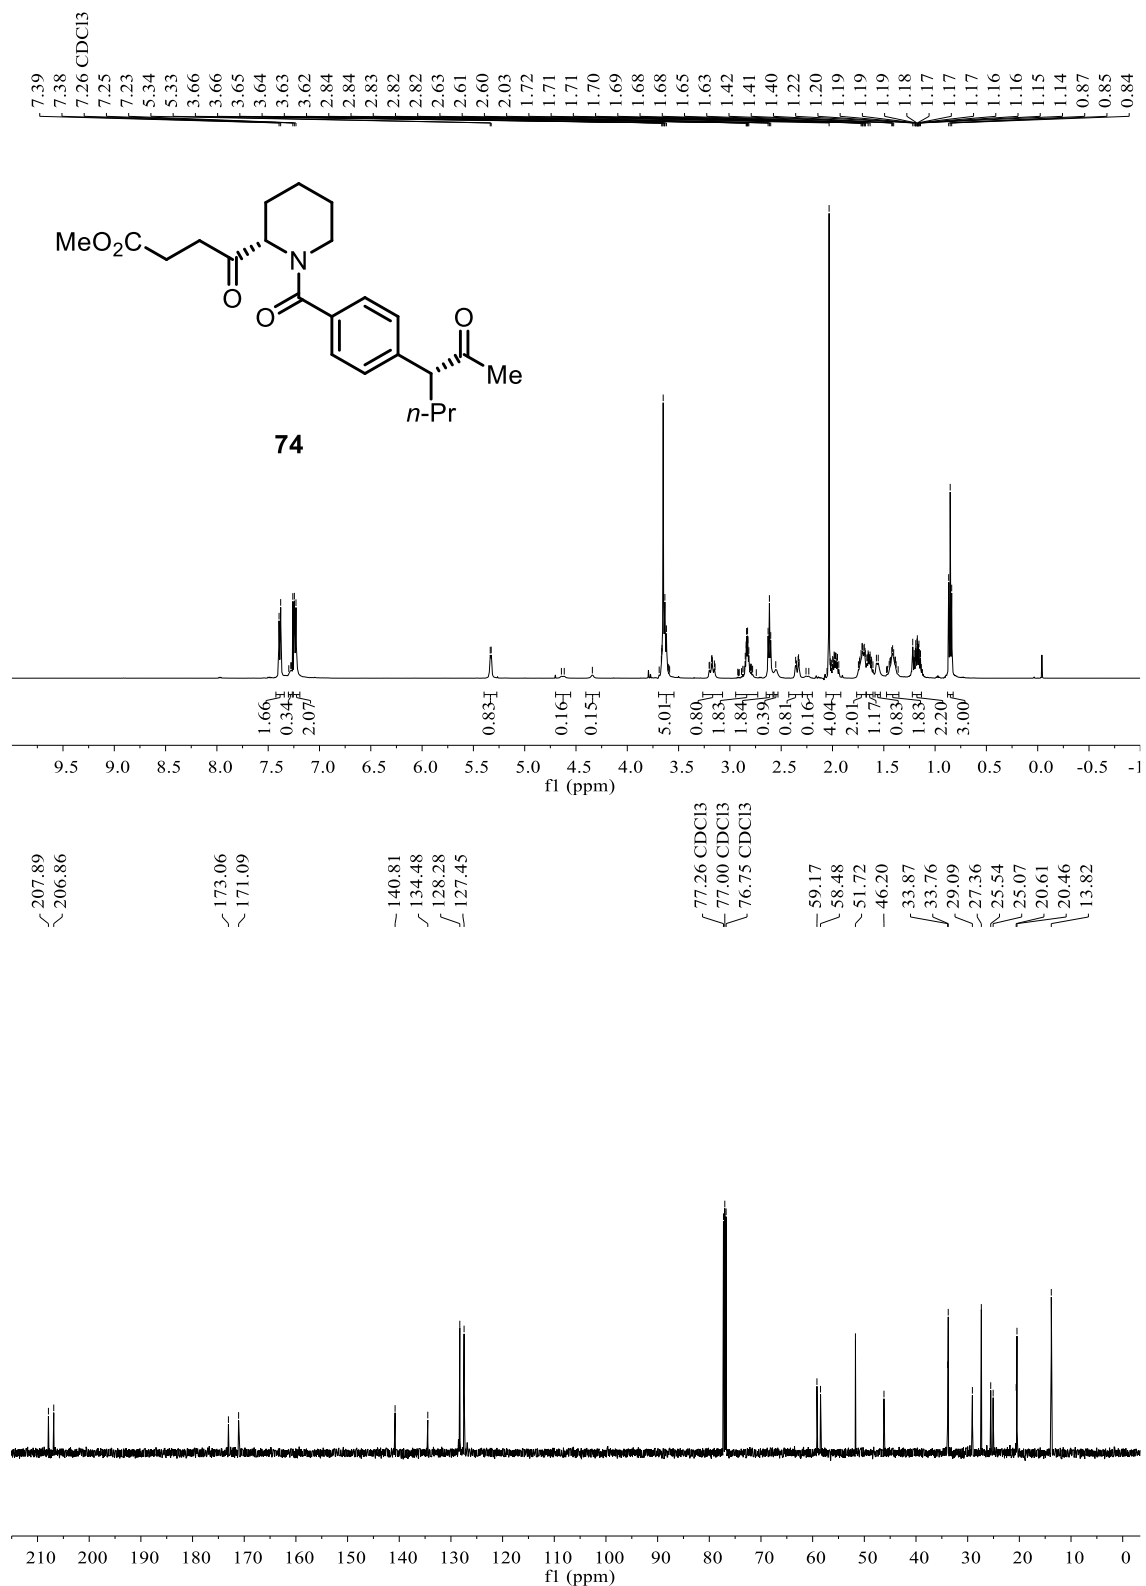 7.39 7.38 7.26 CDCl3 7.25 7.23 5.34 5.33 3.66 3.66 3.65 3.64 3.63 3.62 2.84 2.84 2.83 2.82 2.82 2.63 2.61 2.60 2.03 1.72 1.71 1.71 1.70 1.69 1.68 1.68 1.65 1.63 1.42 1.41 1.40 1.22 1.20 1.19 1.19 1.19 1.18 1.17 1.17 1.16 1.16 1.15 1.14 0.87 0.85 0.84
MeO2C
N
O
O
O
Me
n-Pr
74
1.66 0.34 2.07 0.83 0.16 0.15 5.01 0.80 1.83 1.84 0.39 0.81 0.16 4.04 2.01 1.17 0.83 1.83 2.20 3.00
9.5 9.0 8.5 8.0 7.5 7.0 6.5 6.0 5.5 5.0 4.5 4.0 3.5 3.0 2.5 2.0 1.5 1.0 0.5 0.0 -0.5 -1
f1 (ppm)
207.89 206.86 173.06 171.09 140.81 134.48 128.28 127.45 77.26 CDCl3 77.00 CDCl3 76.75 CDCl3 59.17 58.48 51.72 46.20 33.87 33.76 29.09 27.36 25.54 25.07 20.61 20.46 13.82
210 200 190 180 170 160 150 140 130 120 110 100 90 80 70 60 50 40 30 20 10 0
f1 (ppm)